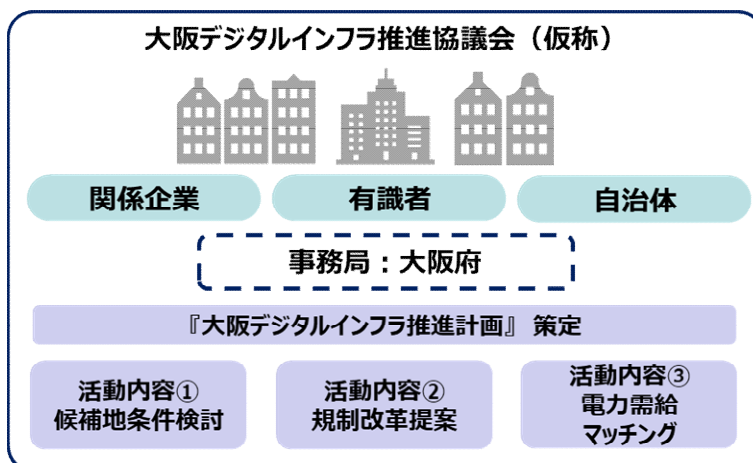 大阪デジタルインフラ推進協議会（仮称）
関係企業
有識者
自治体
事務局：大阪府
『大阪デジタルインフラ推進計画』 策定
活動内容①
候補地条件検討
活動内容②
規制改革提案
活動内容③
電力需給
マッチング